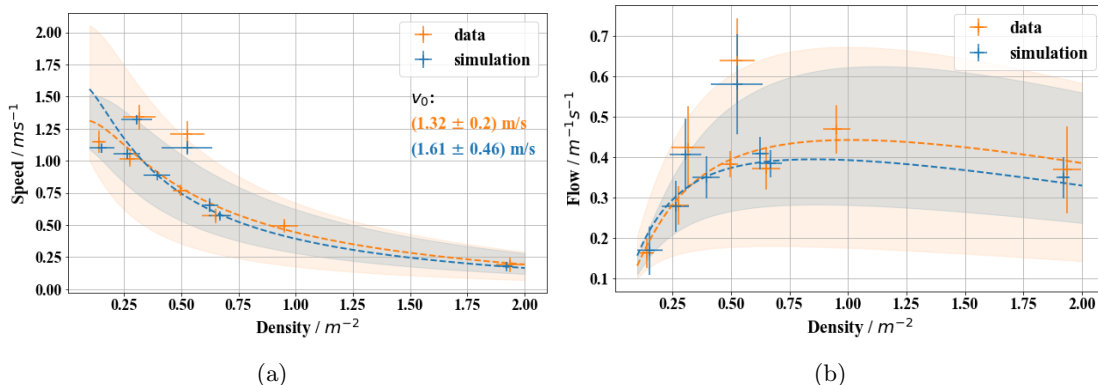 2.00
1.75
1.50
1.25
1.00
0.75
0.50
0.25
0.00
Speed / ms⁻¹
0.25 0.50 0.75 1.00 1.25 1.50 1.75 2.00
Density / m⁻²
data
simulation
v₀:
(1.32 ± 0.2) m/s
(1.61 ± 0.46) m/s
(a)
0.7
0.6
0.5
0.4
0.3
0.2
0.1
Flow / m⁻¹s⁻¹
0.25 0.50 0.75 1.00 1.25 1.50 1.75 2.00
Density / m⁻²
data
simulation
(b)